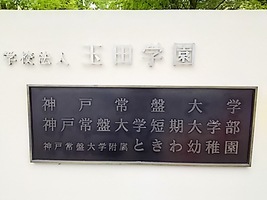 学校法人 玉田学園
神戸常盤大学
神戸常盤大学短期大学部
神戸常盤大学附属ときわ幼稚園